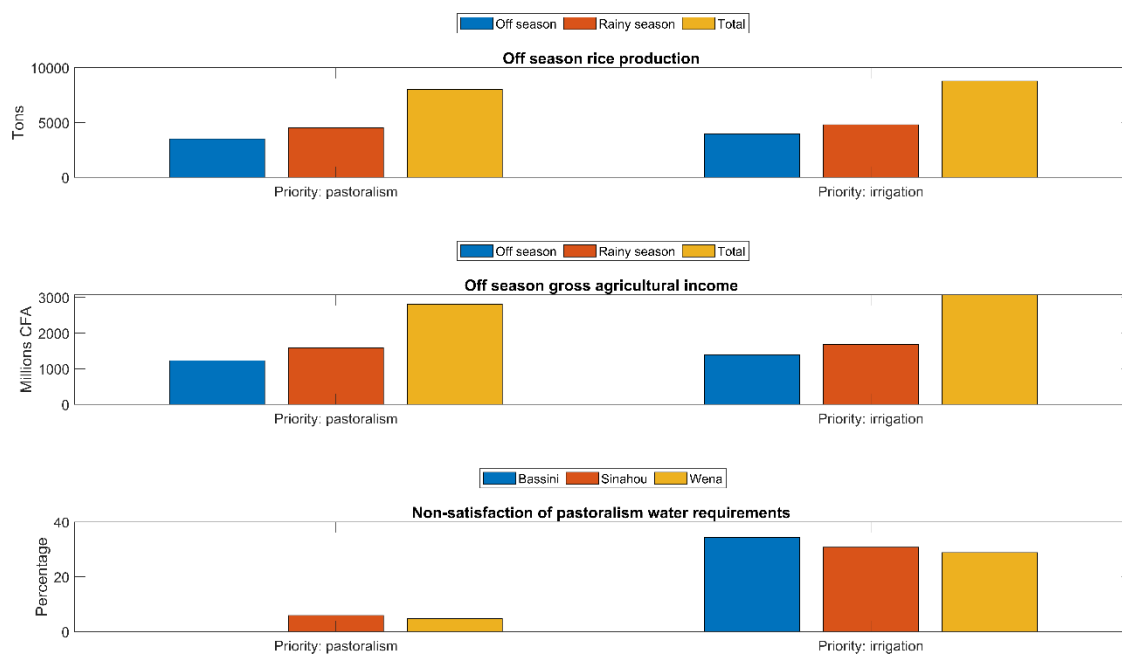 Off season Rainy season Total
Off season rice production
10000
5000
0
Tons
Priority: pastoralism Priority: irrigation
Off season Rainy season Total
Off season gross agricultural income
3000
2000
1000
0
Millions CFA
Priority: pastoralism Priority: irrigation
Bassini Sinahou Wena
Non-satisfaction of pastoralism water requirements
40
20
0
Percentage
Priority: pastoralism Priority: irrigation